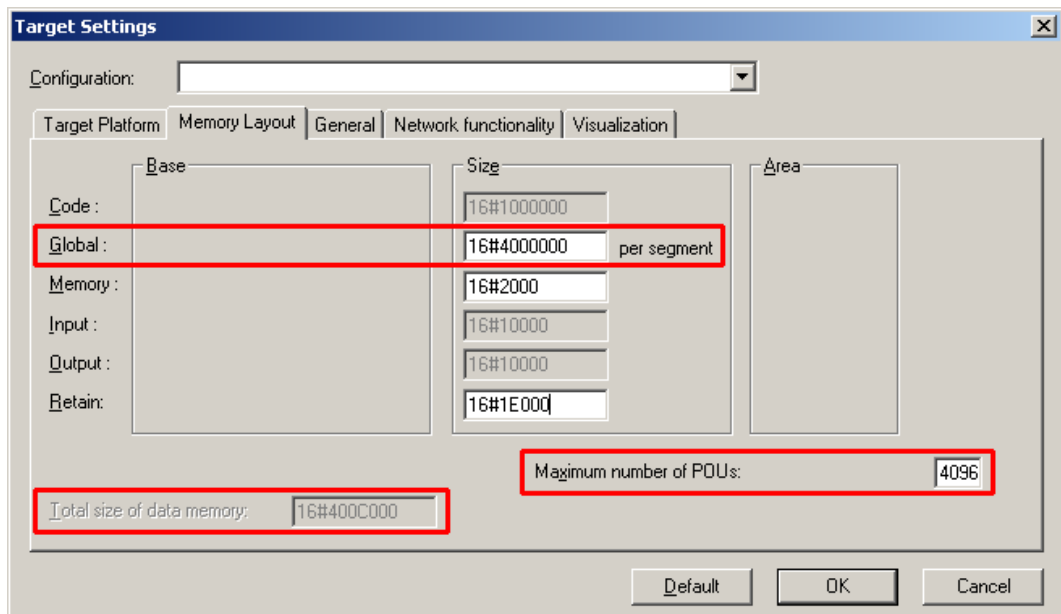 Target Settings
Configuration:
Target Platform Memory Layout General Network functionality Visualization
Base Size Area
Code : 16#1000000
Global : 16#4000000 per segment
Memory : 16#2000
Input : 16#10000
Output : 16#10000
Retain: 16#1E000
Maximum number of POUs: 4096
Total size of data memory: 16#400C000
Default OK Cancel